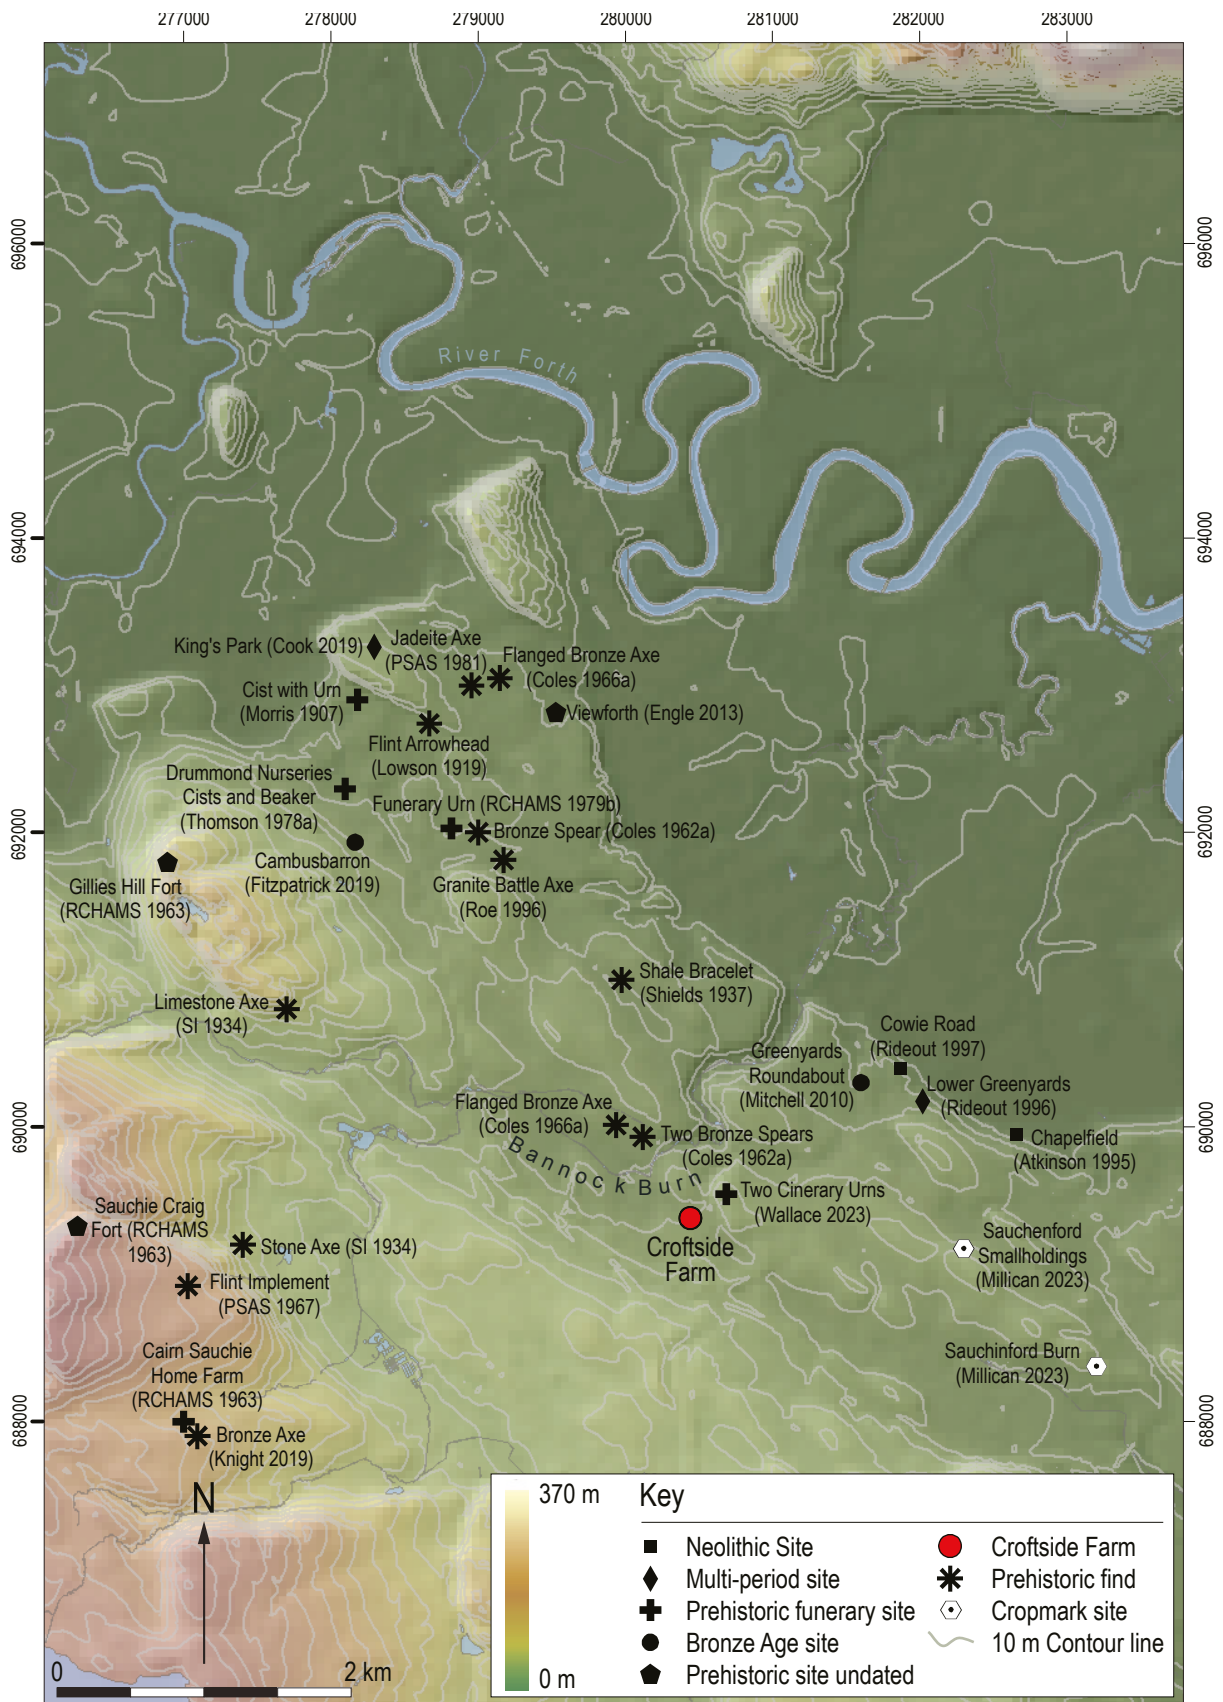 277000 278000 279000 280000 281000 282000 283000
696000
696000
River Forth
694000
694000
King's Park (Cook 2019)
Jadeite Axe
(PSAS 1981)
Flanged Bronze Axe
(Coles 1966a)
Cist with Urn
(Morris 1907)
Viewforth (Engle 2013)
Flint Arrowhead
(Lowson 1919)
Drummond Nurseries
Cists and Beaker
(Thomson 1978a)
Funerary Urn (RCHAMS 1979b)
692000
692000
Bronze Spear (Coles 1962a)
Cambusbarron
(Fitzpatrick 2019)
Gillies Hill Fort
(RCHAMS 1963)
Granite Battle Axe
(Roe 1996)
Shale Bracelet
(Shields 1937)
Limestone Axe
(SI 1934)
Cowie Road
(Rideout 1997)
Greenyards
Roundabout
(Mitchell 2010)
Lower Greenyards
(Rideout 1996)
Flanged Bronze Axe
(Coles 1966a)
690000
690000
Two Bronze Spears
(Coles 1962a)
Chapelfield
(Atkinson 1995)
Bannock Burn
Two Cinerary Urns
(Wallace 2023)
Sauchie Craig
Fort (RCHAMS
1963)
Croftside
Farm
Stone Axe (SI 1934)
Sauchenford
Smallholdings
(Millican 2023)
Flint Implement
(PSAS 1967)
Cairn Sauchie
Home Farm
(RCHAMS 1963)
Sauchinford Burn
(Millican 2023)
688000
688000
Bronze Axe
(Knight 2019)
N
0 2 km
370 m
0 m
Key
Neolithic Site
Multi-period site
Prehistoric funerary site
Bronze Age site
Prehistoric site undated
Croftside Farm
Prehistoric find
Cropmark site
10 m Contour line